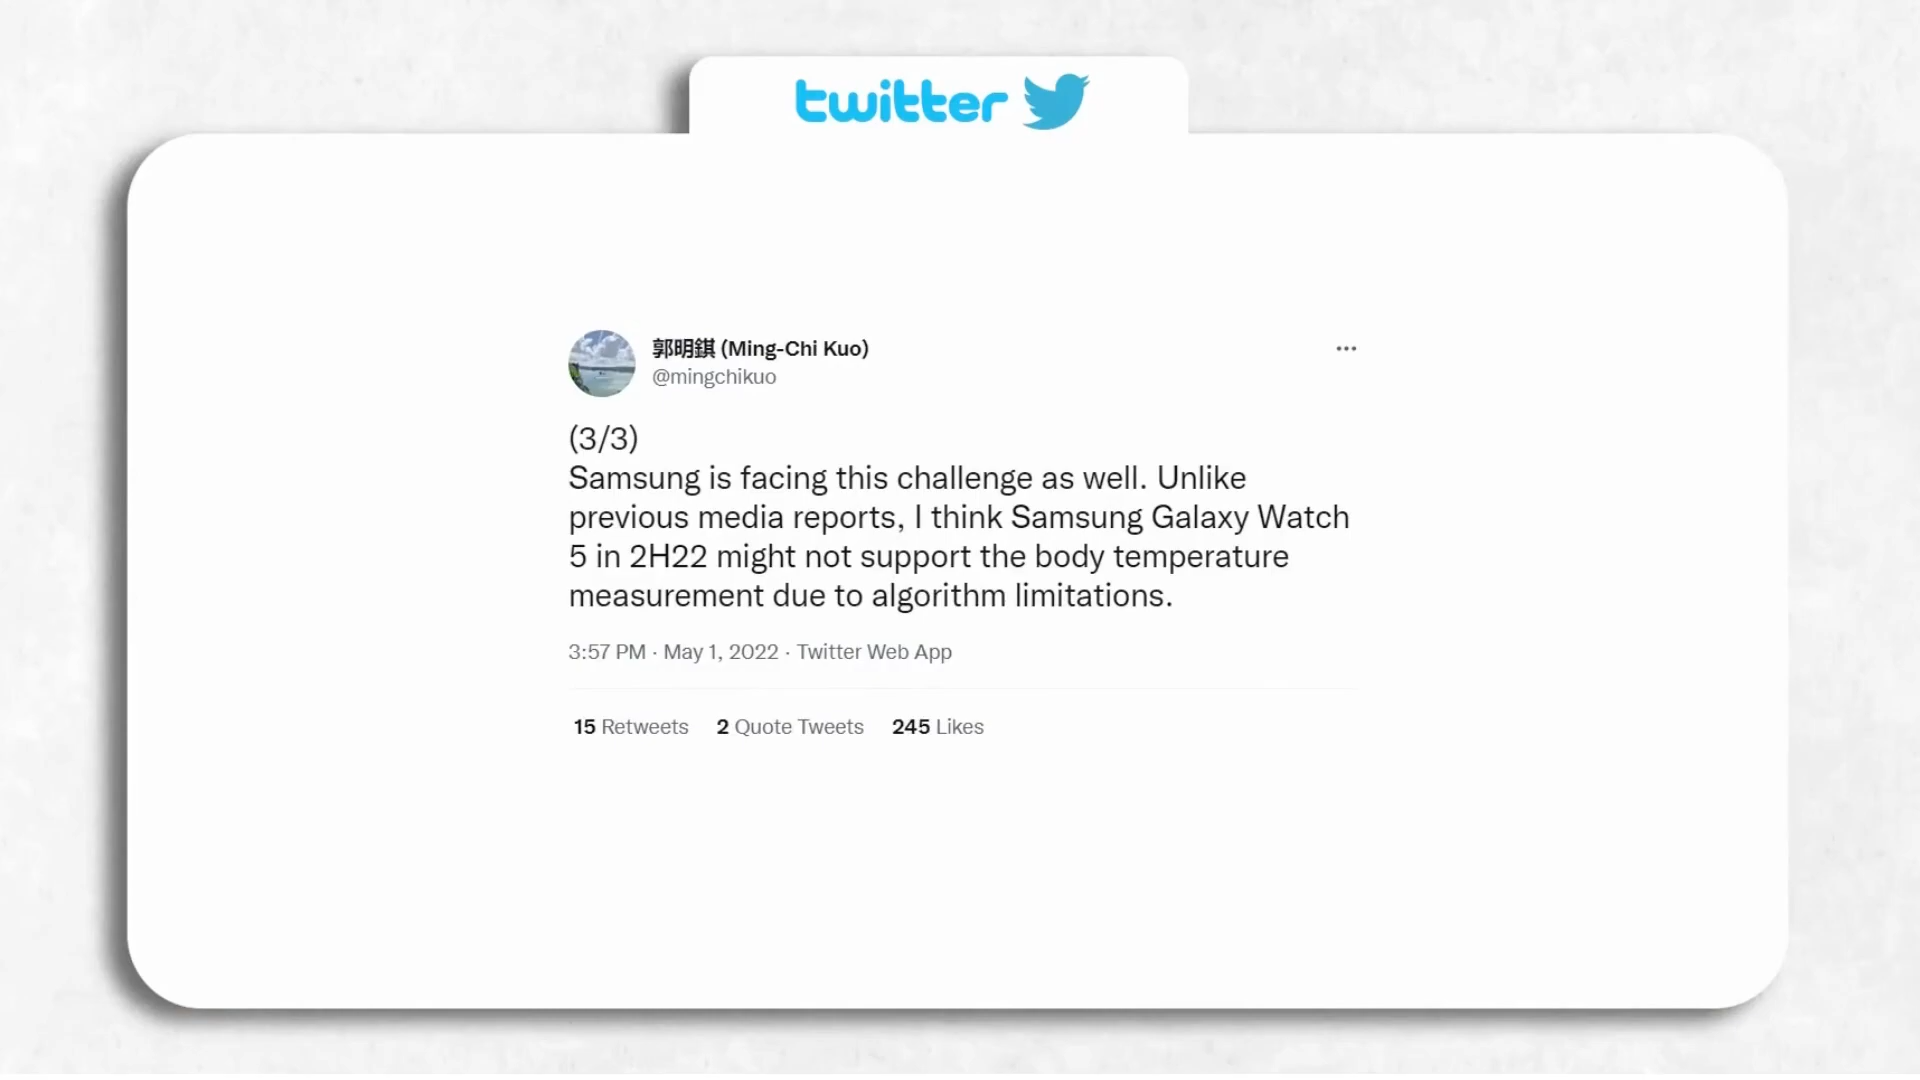 twitter
郭明錤 (Ming-Chi Kuo)
@mingchikuo
(3/3)
Samsung is facing this challenge as well. Unlike
previous media reports, I think Samsung Galaxy Watch
5 in 2H22 might not support the body temperature
measurement due to algorithm limitations.
3:57 PM · May 1, 2022 · Twitter Web App
15 Retweets 2 Quote Tweets 245 Likes